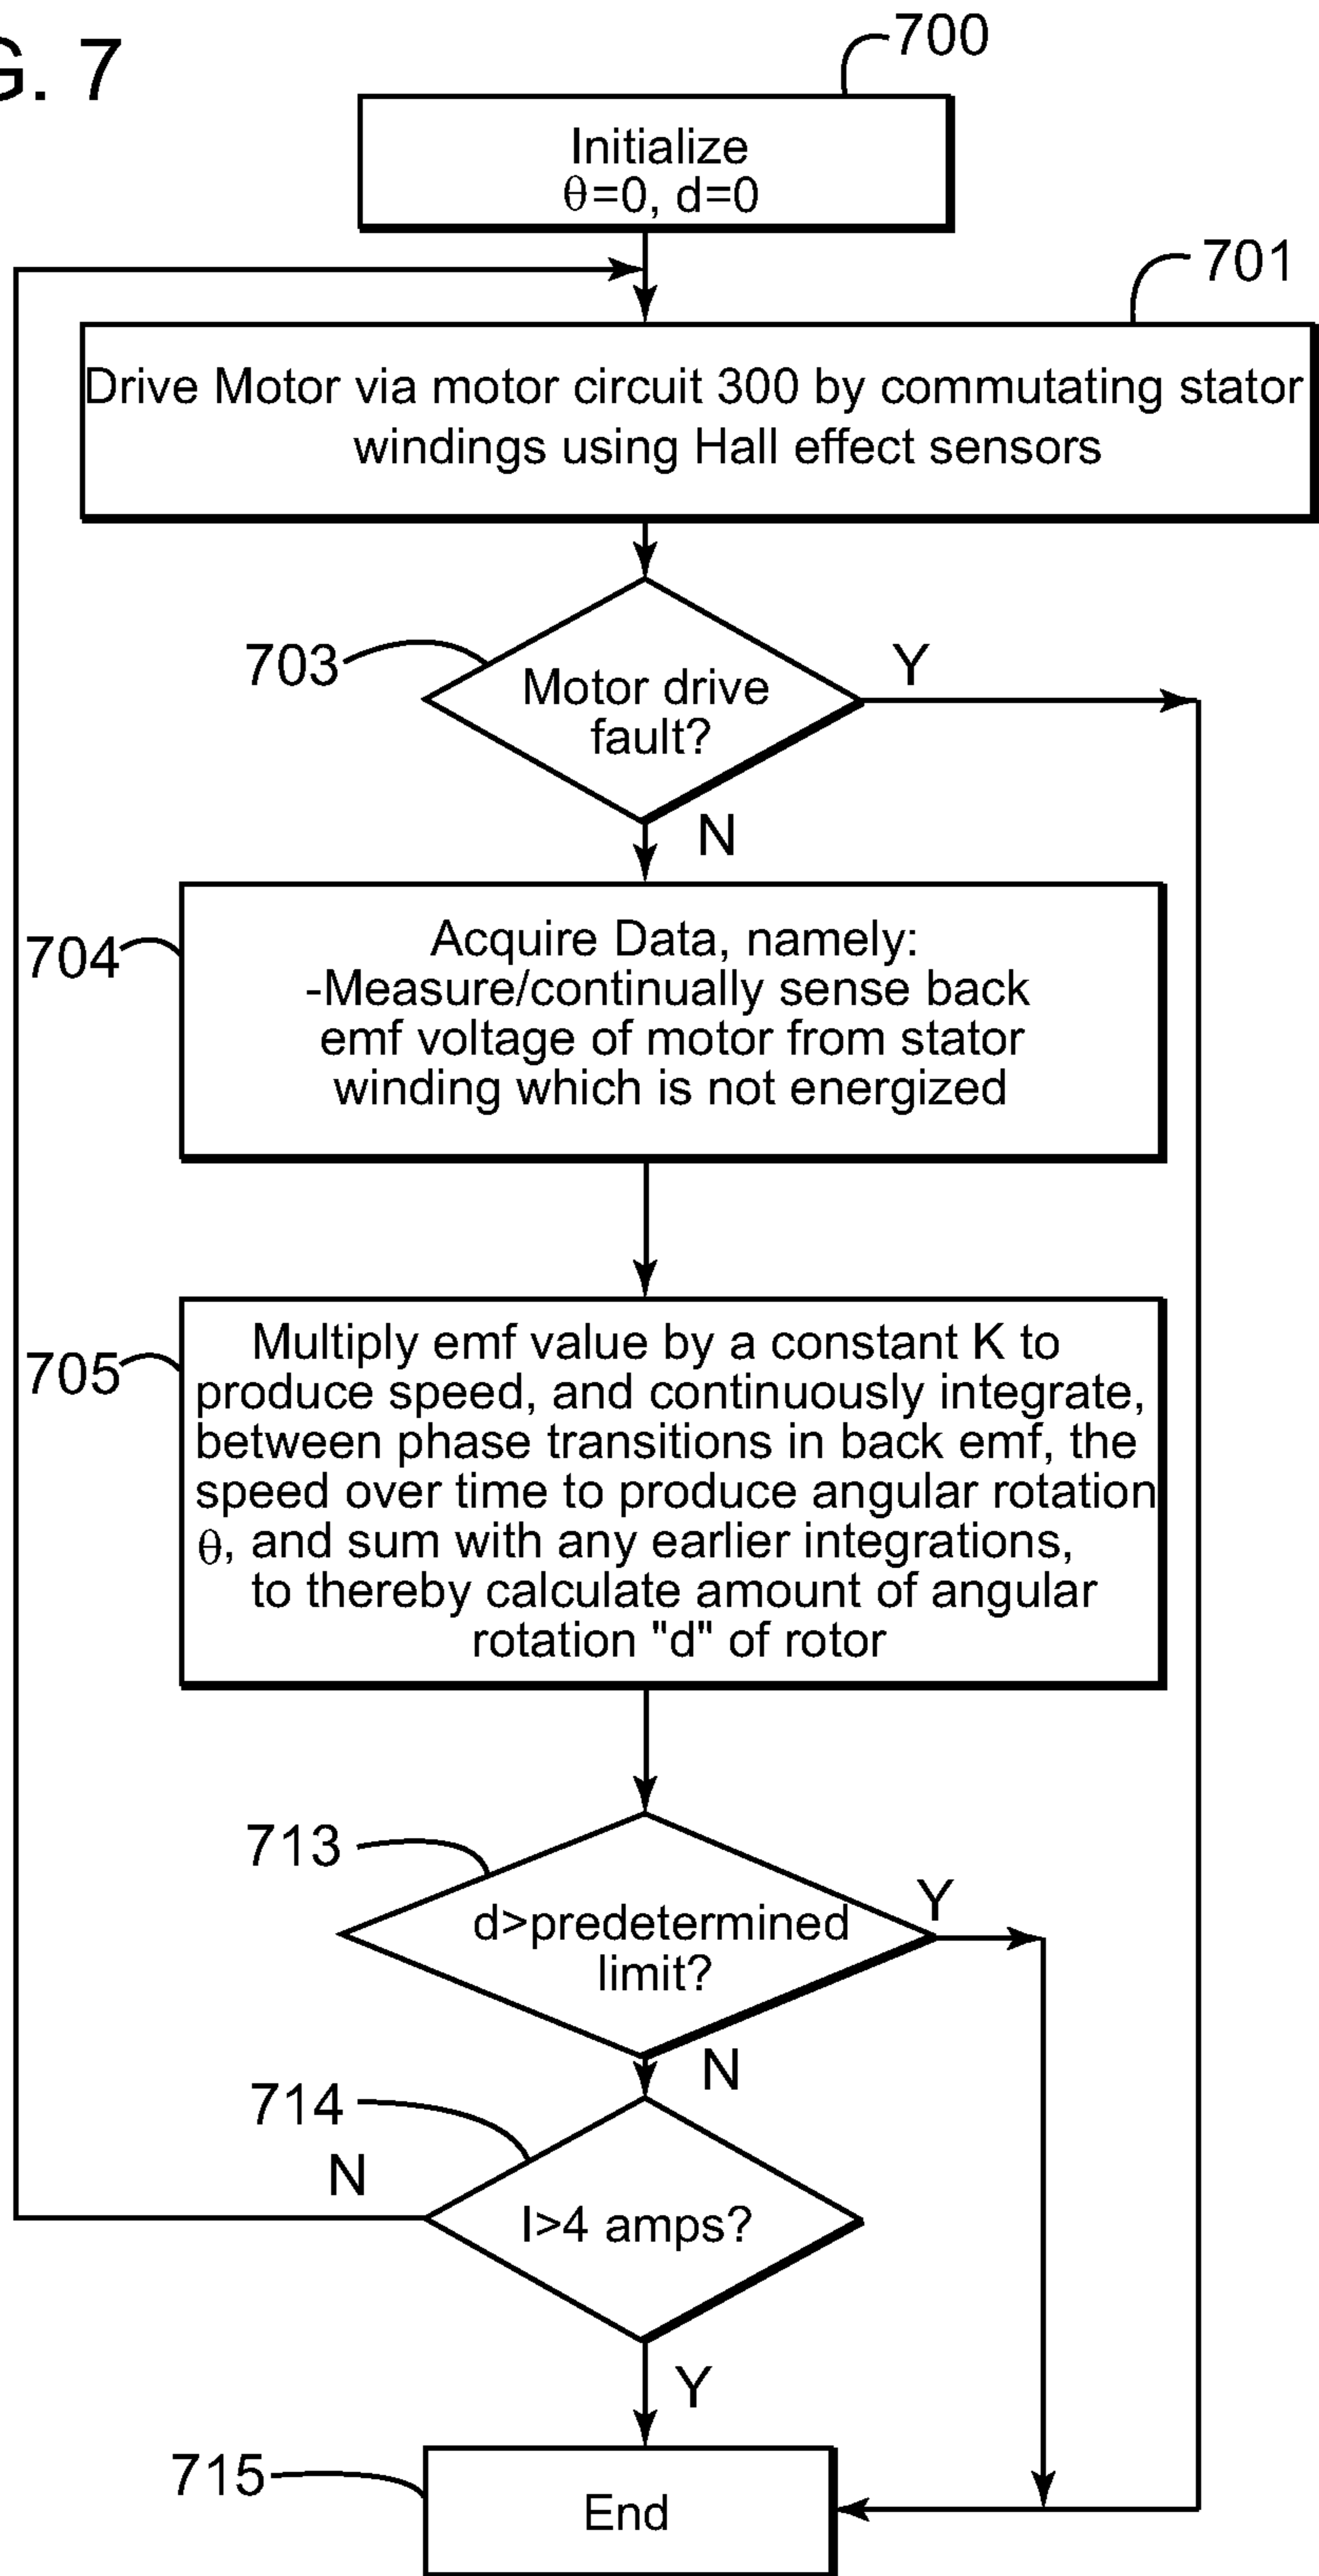 G. 7
700
Initialize
θ=0, d=0
701
Drive Motor via motor circuit 300 by commutating stator
windings using Hall effect sensors
703
Motor drive
fault?
Y
N
704
Acquire Data, namely:
-Measure/continually sense back
emf voltage of motor from stator
winding which is not energized
705
Multiply emf value by a constant K to
produce speed, and continuously integrate,
between phase transitions in back emf, the
speed over time to produce angular rotation
θ, and sum with any earlier integrations,
to thereby calculate amount of angular
rotation "d" of rotor
713
d>predetermined
limit?
Y
N
714
N
I>4 amps?
Y
715
End